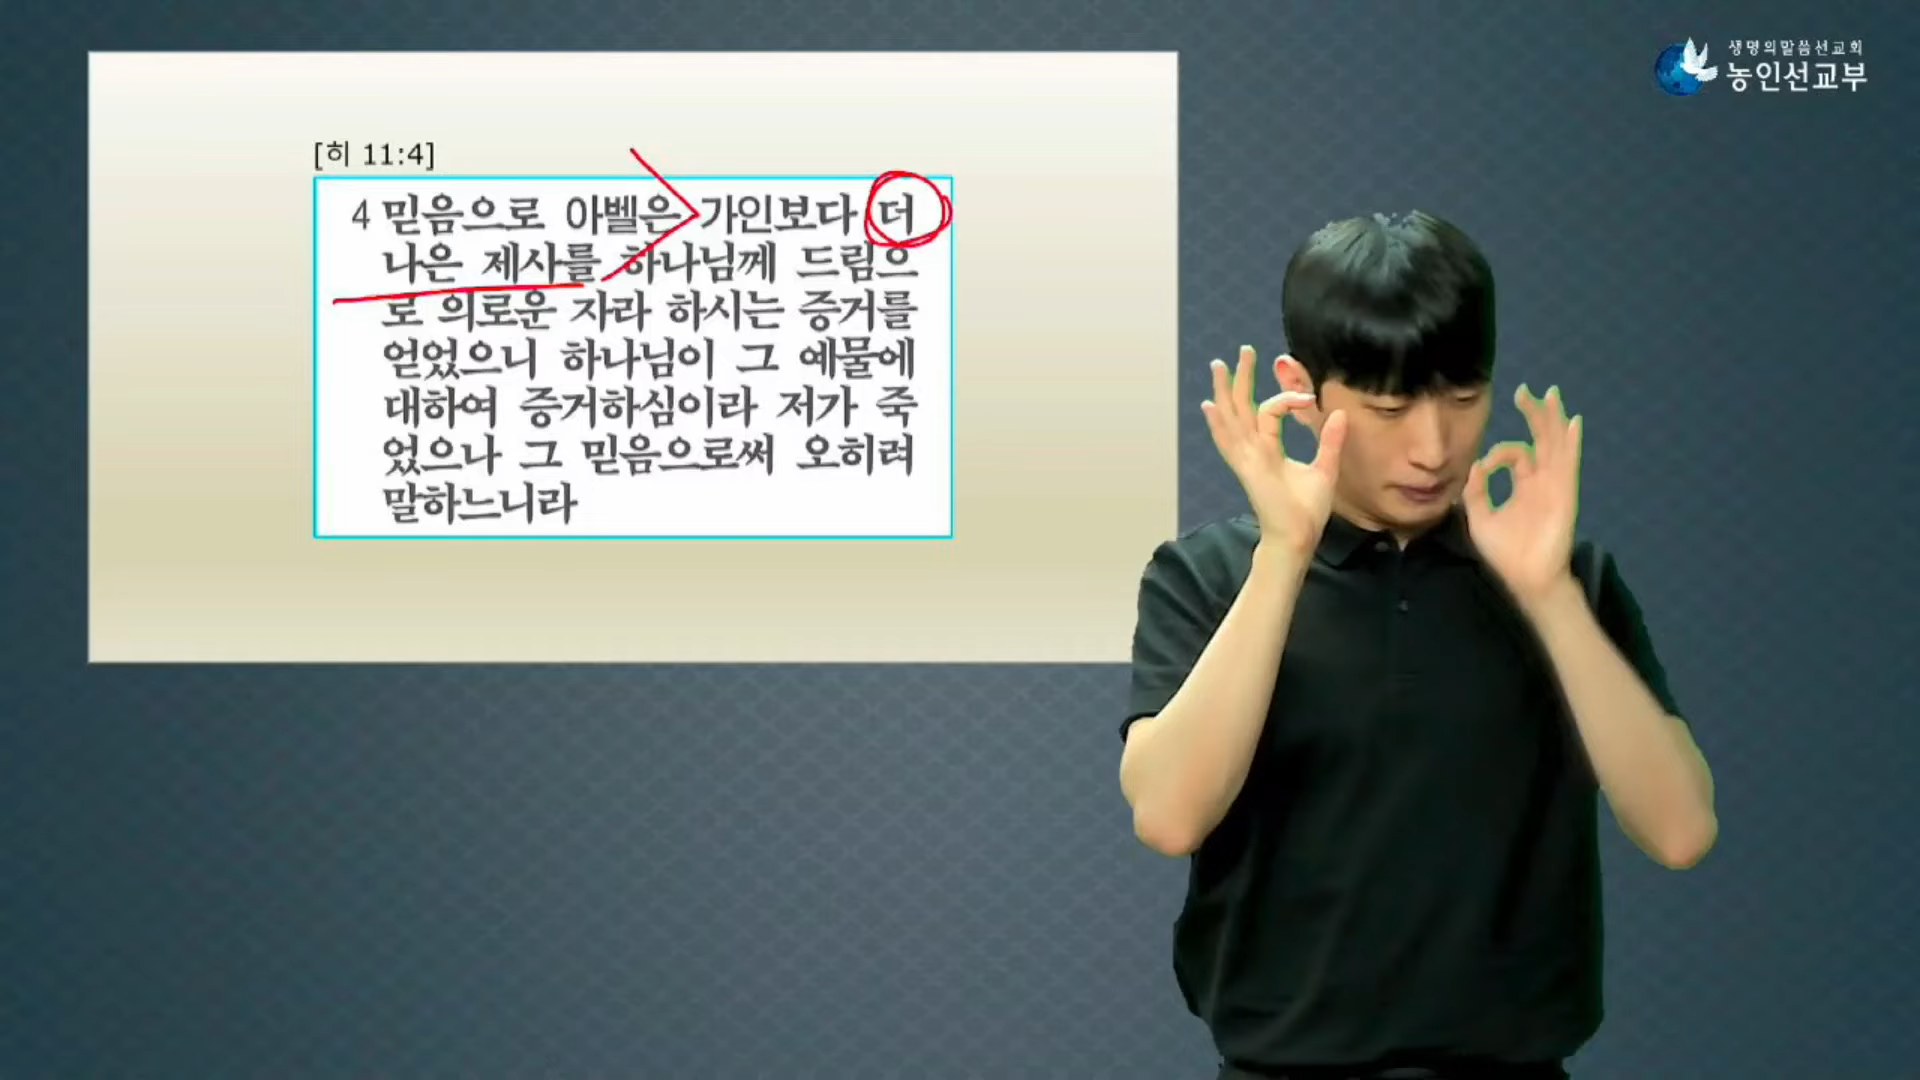 생명의말씀선교회
농인선교부
[히 11:4]
4 믿음으로 아벨은 가인보다 더
나은 제사를 하나님께 드림으
로 의로운 자라 하시는 증거를
얻었으니 하나님이 그 예물에
대하여 증거하심이라 저가 죽
었으나 그 믿음으로써 오히려
말하느니라